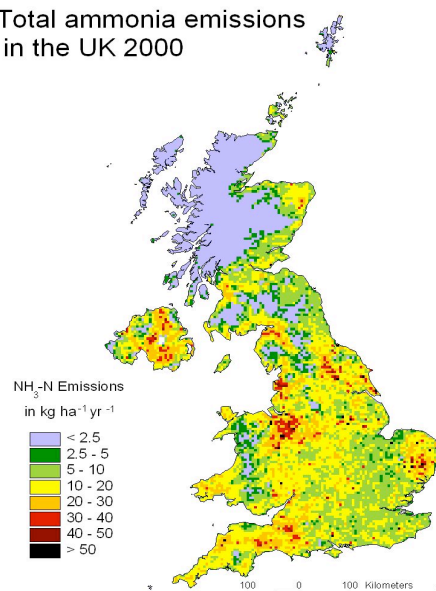 Total ammonia emissions
in the UK 2000
NH3-N Emissions
in kg ha-1 yr -1
< 2.5
2.5 - 5
5 - 10
10 - 20
20 - 30
30 - 40
40 - 50
> 50
100 0 100 Kilometers